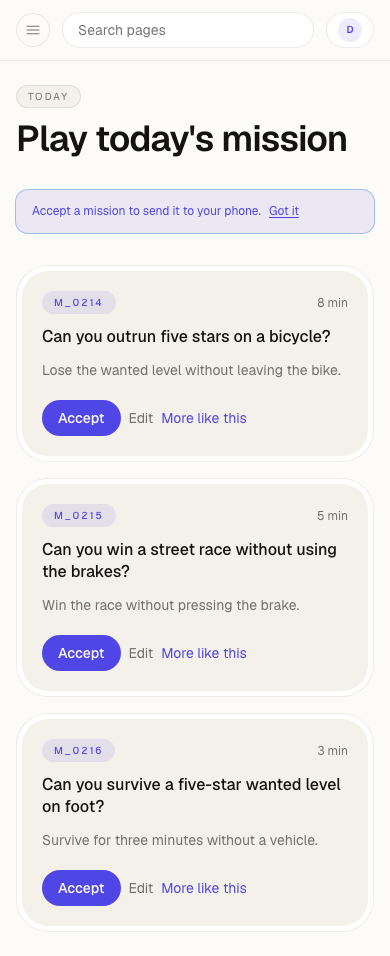 Search pages
D
TODAY
Play today's mission
Accept a mission to send it to your phone. Got it
M_0214
8 min
Can you outrun five stars on a bicycle?
Lose the wanted level without leaving the bike.
Accept Edit More like this
M_0215
5 min
Can you win a street race without using
the brakes?
Win the race without pressing the brake.
Accept Edit More like this
M_0216
3 min
Can you survive a five-star wanted level
on foot?
Survive for three minutes without a vehicle.
Accept Edit More like this